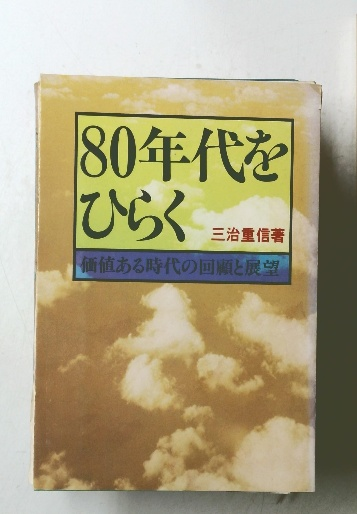 80年代を
ひらく
三治重信著
価値ある時代の回顧と展望